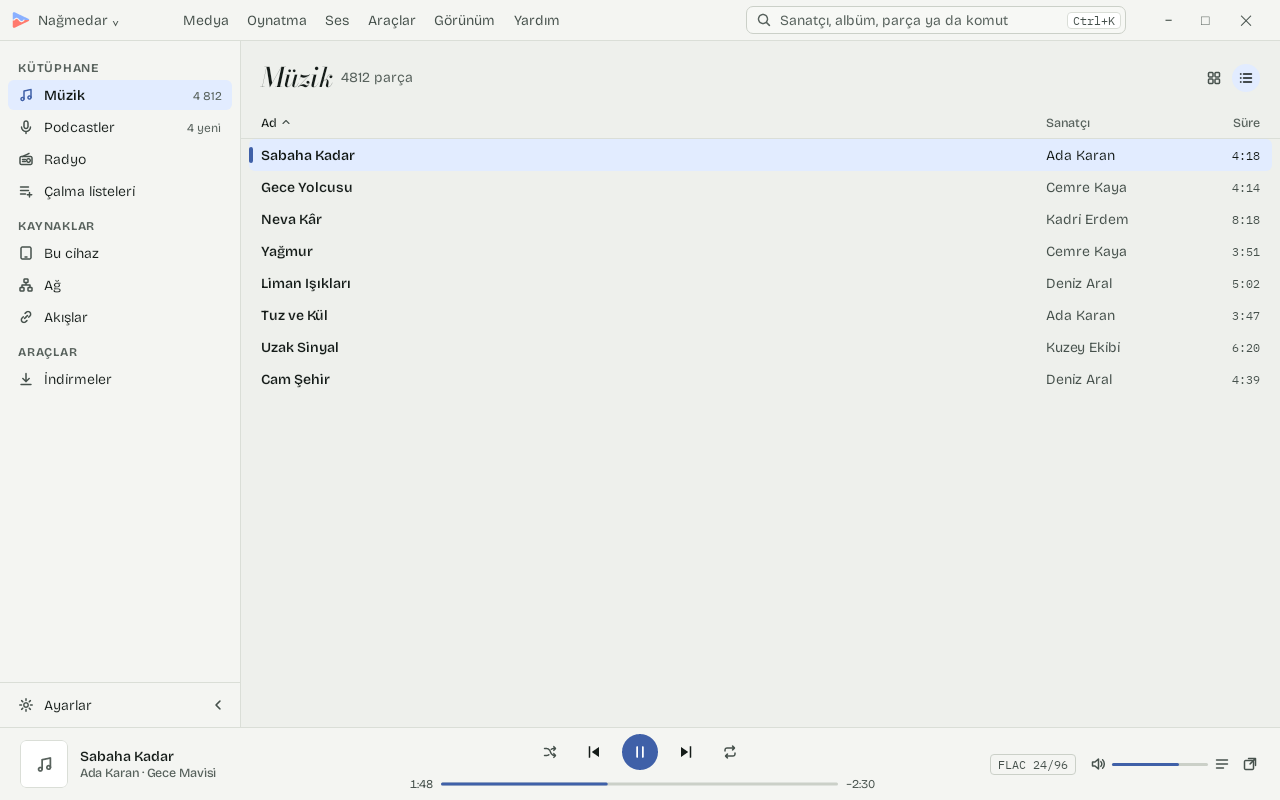 Nağmedar
Medya Oynatma Ses Araçlar Görünüm Yardım
Sanatçı, albüm, parça ya da komut Ctrl+K
KÜTÜPHANE
Müzik 4 812
Podcastler 4 yeni
Radyo
Çalma listeleri
KAYNAKLAR
Bu cihaz
Ağ
Akışlar
ARAÇLAR
İndirmeler
Ayarlar
Müzik 4812 parça
Ad Sanatçı Süre
Sabaha Kadar Ada Karan 4:18
Gece Yolcusu Cemre Kaya 4:14
Neva Kâr Kadri Erdem 8:18
Yağmur Cemre Kaya 3:51
Liman Işıkları Deniz Aral 5:02
Tuz ve Kül Ada Karan 3:47
Uzak Sinyal Kuzey Ekibi 6:20
Cam Şehir Deniz Aral 4:39
Sabaha Kadar
Ada Karan · Gece Mavisi
1:48 −2:30
FLAC 24/96